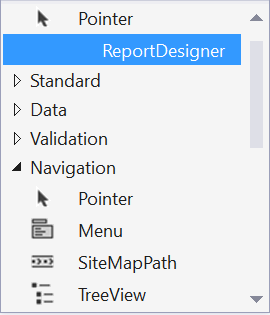 Pointer
ReportDesigner
Standard
Data
Validation
Navigation
Pointer
Menu
SiteMapPath
TreeView